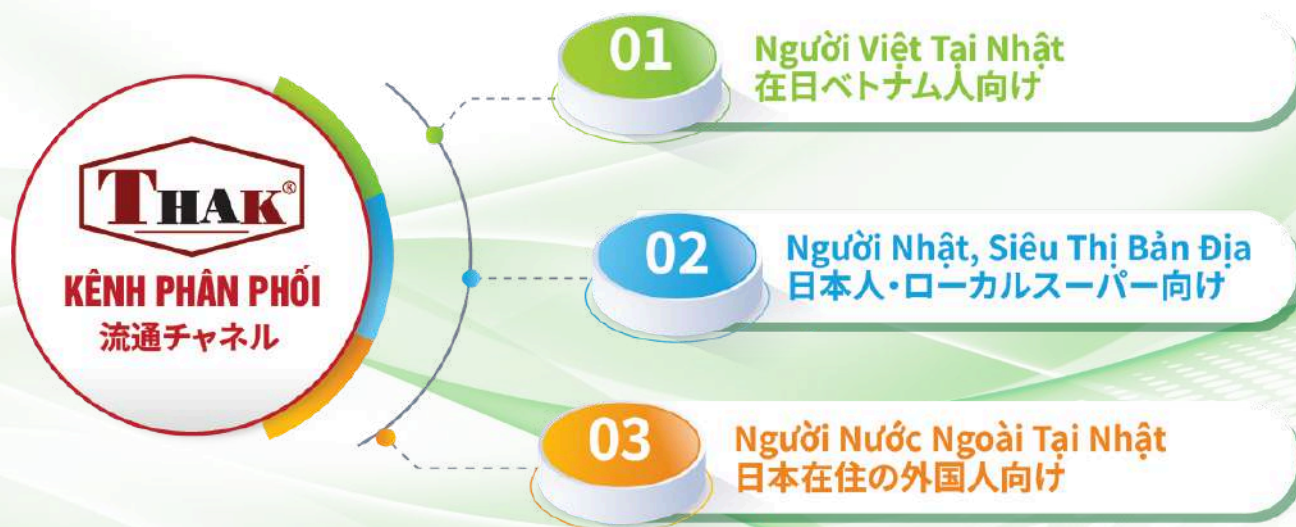 THAK®
KÊNH PHÂN PHỐI
流通チャネル
01
Người Việt Tại Nhật
在日ベトナム人向け
02
Người Nhật, Siêu Thị Bản Địa
日本人・ローカルスーパー向け
03
Người Nước Ngoài Tại Nhật
日本在住の外国人向け